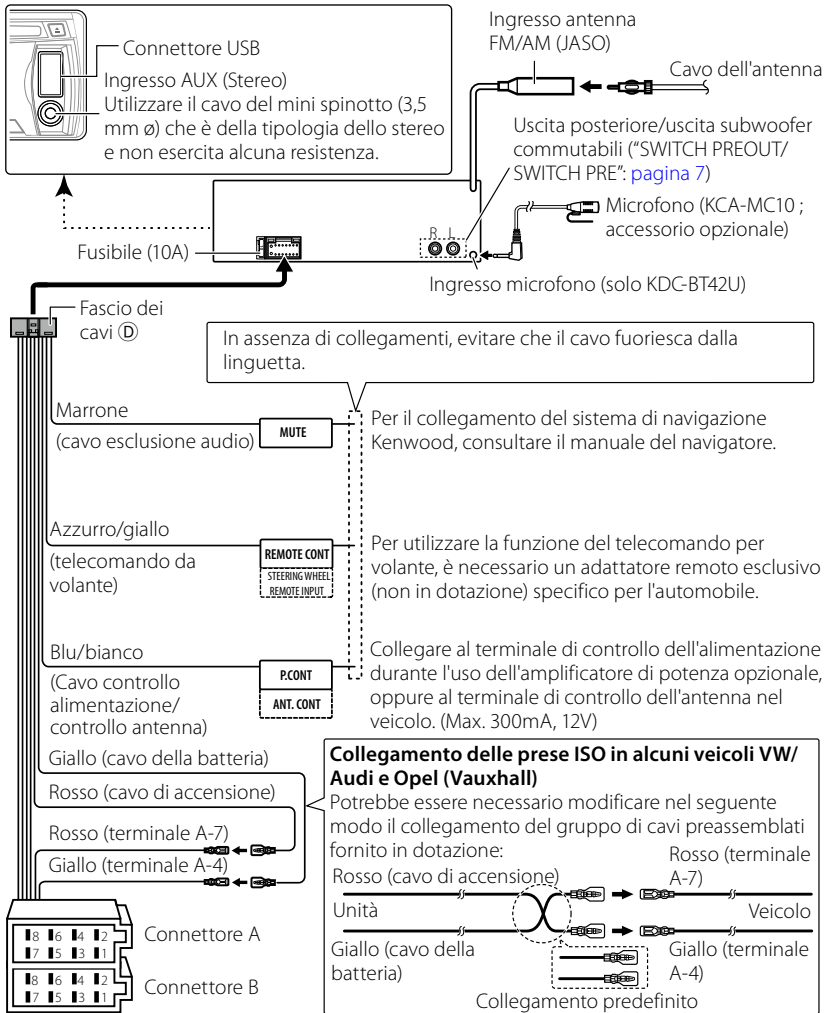 Connettore USB
Ingresso AUX (Stereo)
Utilizzare il cavo del mini spinotto (3,5
mm ø) che è della tipologia dello stereo
e non esercita alcuna resistenza.
Ingresso antenna
FM/AM (JASO)
Cavo dell'antenna
Uscita posteriore/uscita subwoofer
commutabili (“SWITCH PREOUT/
SWITCH PRE”: pagina 7)
R L
Microfono (KCA-MC10 ;
accessorio opzionale)
Fusibile (10A)
Ingresso microfono (solo KDC-BT42U)
Fascio dei
cavi Ⓓ
In assenza di collegamenti, evitare che il cavo fuoriesca dalla
linguetta.
Marrone
(cavo esclusione audio)
MUTE
Per il collegamento del sistema di navigazione
Kenwood, consultare il manuale del navigatore.
Azzurro/giallo
(telecomando da
volante)
REMOTE CONT
STEERING WHEEL
REMOTE INPUT
Per utilizzare la funzione del telecomando per
volante, è necessario un adattatore remoto esclusivo
(non in dotazione) specifico per l'automobile.
Blu/bianco
(Cavo controllo
alimentazione/
controllo antenna)
P.CONT
ANT. CONT
Collegare al terminale di controllo dell'alimentazione
durante l'uso dell'amplificatore di potenza opzionale,
oppure al terminale di controllo dell'antenna nel
veicolo. (Max. 300mA, 12V)
Giallo (cavo della batteria)
Rosso (cavo di accensione)
Rosso (terminale A-7)
Giallo (terminale A-4)
8 6 4 2
7 5 3 1
Connettore A
8 6 4 2
7 5 3 1
Connettore B
Collegamento delle prese ISO in alcuni veicoli VW/
Audi e Opel (Vauxhall)
Potrebbe essere necessario modificare nel seguente
modo il collegamento del gruppo di cavi preassemblati
fornito in dotazione:
Rosso (cavo di accensione)
Rosso (terminale
A-7)
Unità
Veicolo
Giallo (cavo della
batteria)
Giallo (terminale
A-4)
Collegamento predefinito